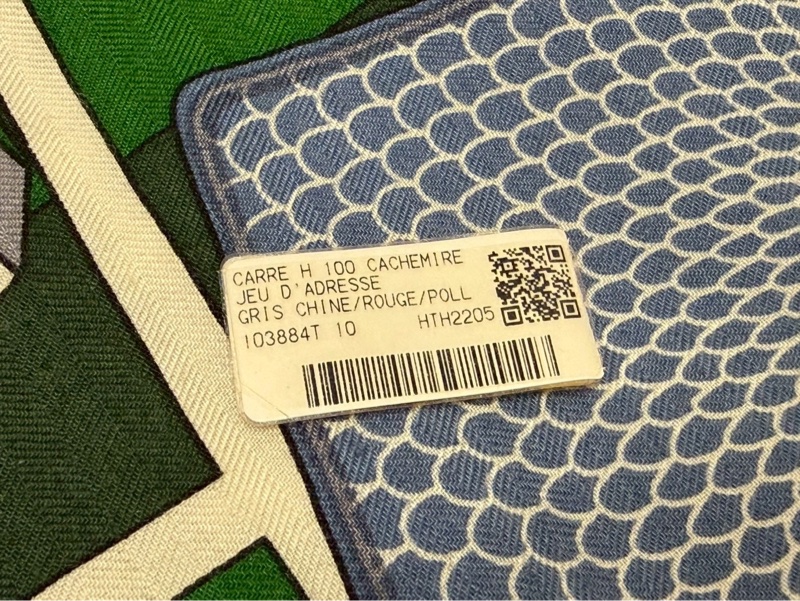 CARRE H 100 CACHEMIRE
JEU D'ADRESSE
GRIS CHINE/ROUGE/POLL
103884T 10 HTH2205